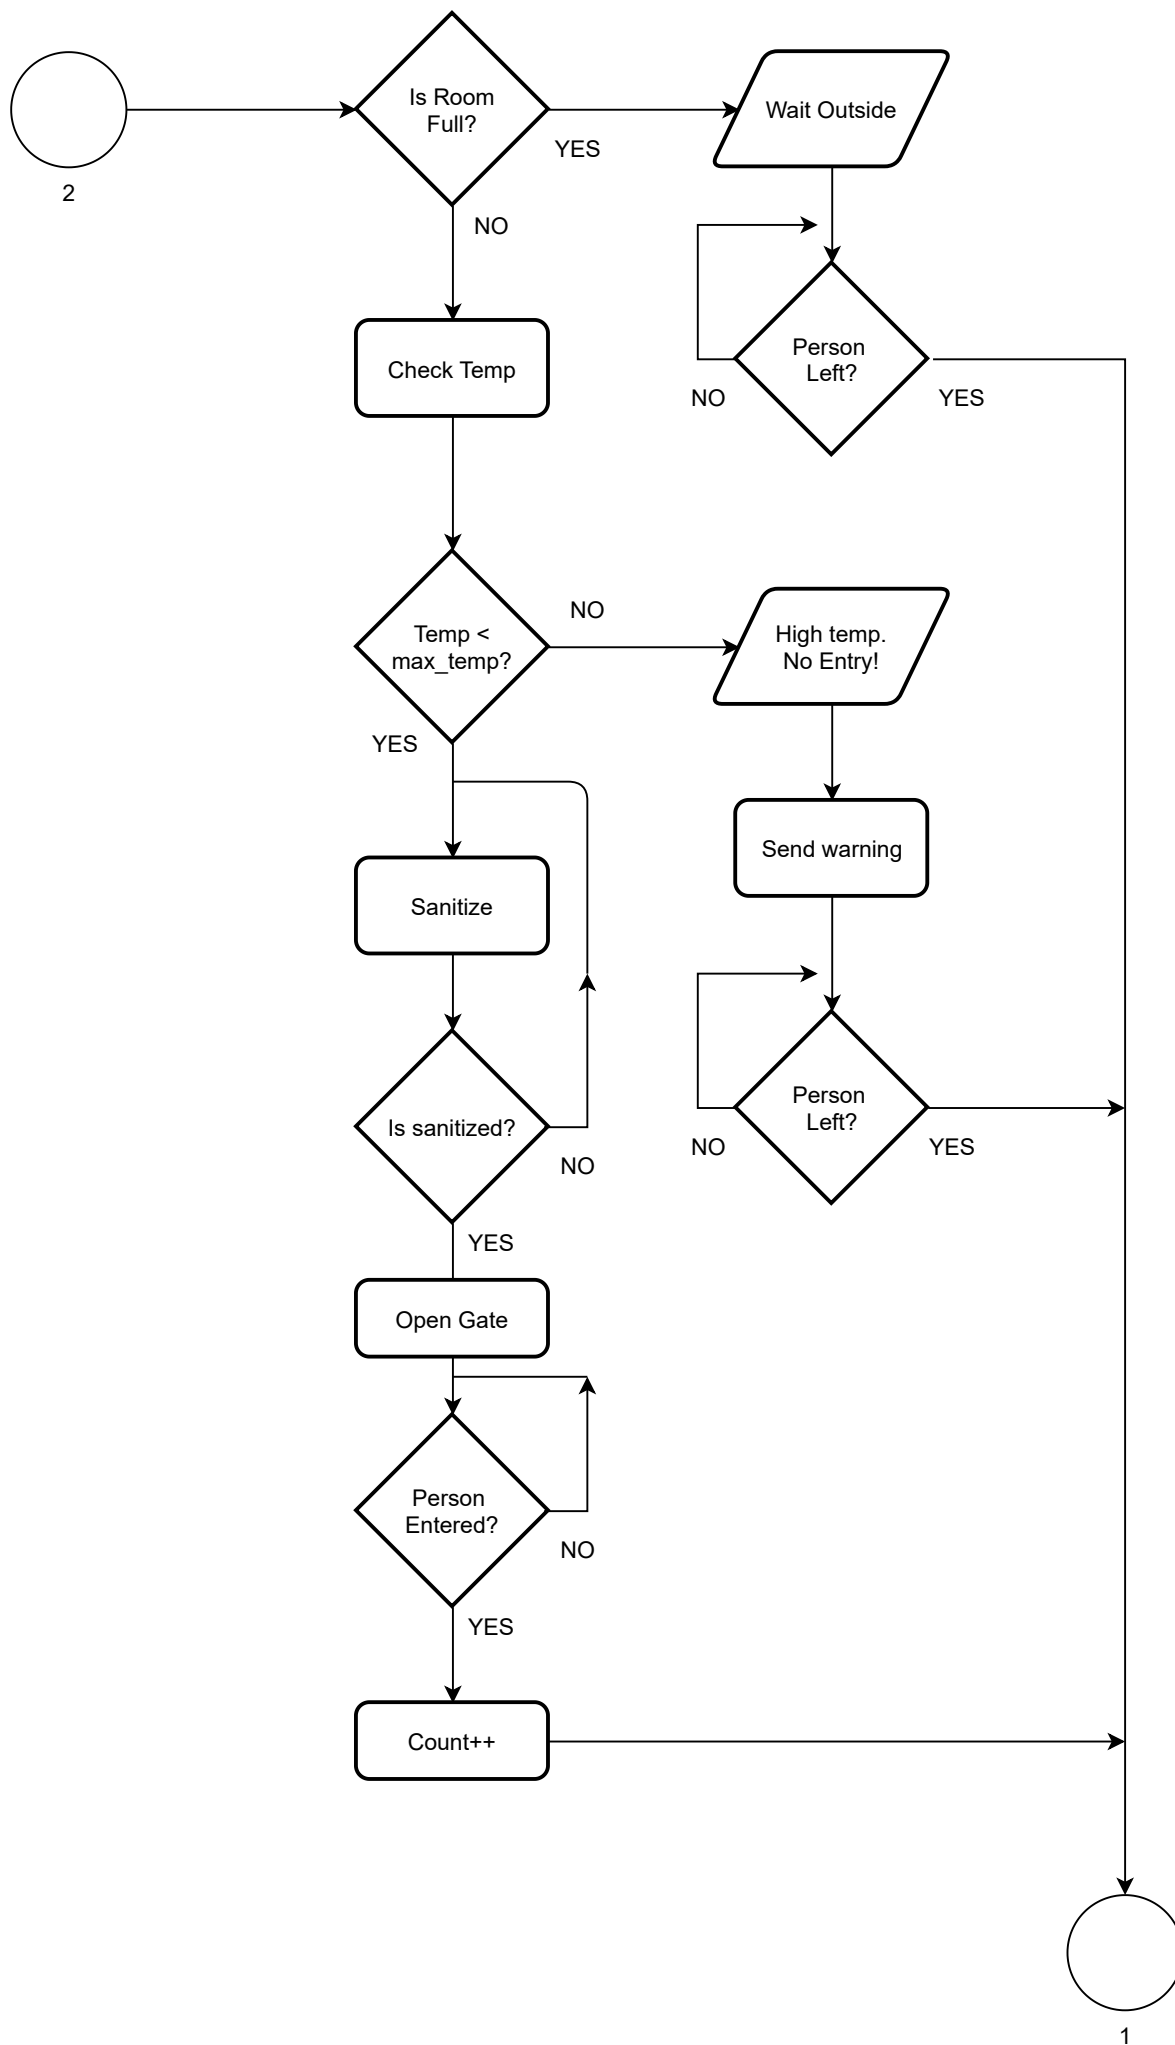 Is Room
Full?
Wait Outside
YES
2
NO
Person
Left?
Check Temp
NO
YES
NO
Temp <
max_temp?
High temp.
No Entry!
YES
Send warning
Sanitize
Person
Left?
Is sanitized?
NO
YES
NO
YES
Open Gate
Person
Entered?
NO
YES
Count++
1